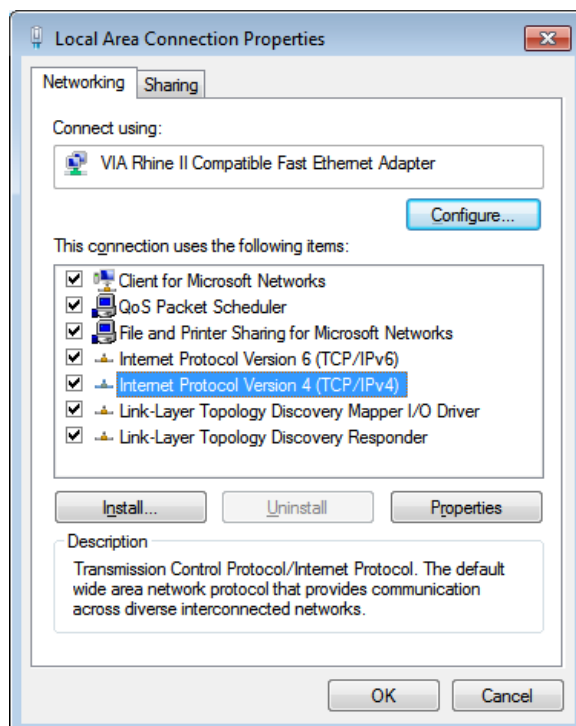 Local Area Connection Properties
Networking
Sharing
Connect using:
VIA Rhine II Compatible Fast Ethernet Adapter
Configure...
This connection uses the following items:
Client for Microsoft Networks
QoS Packet Scheduler
File and Printer Sharing for Microsoft Networks
Internet Protocol Version 6 (TCP/IPv6)
Internet Protocol Version 4 (TCP/IPv4)
Link-Layer Topology Discovery Mapper I/O Driver
Link-Layer Topology Discovery Responder
Install...
Uninstall
Properties
Description
Transmission Control Protocol/Internet Protocol. The default
wide area network protocol that provides communication
across diverse interconnected networks.
OK
Cancel